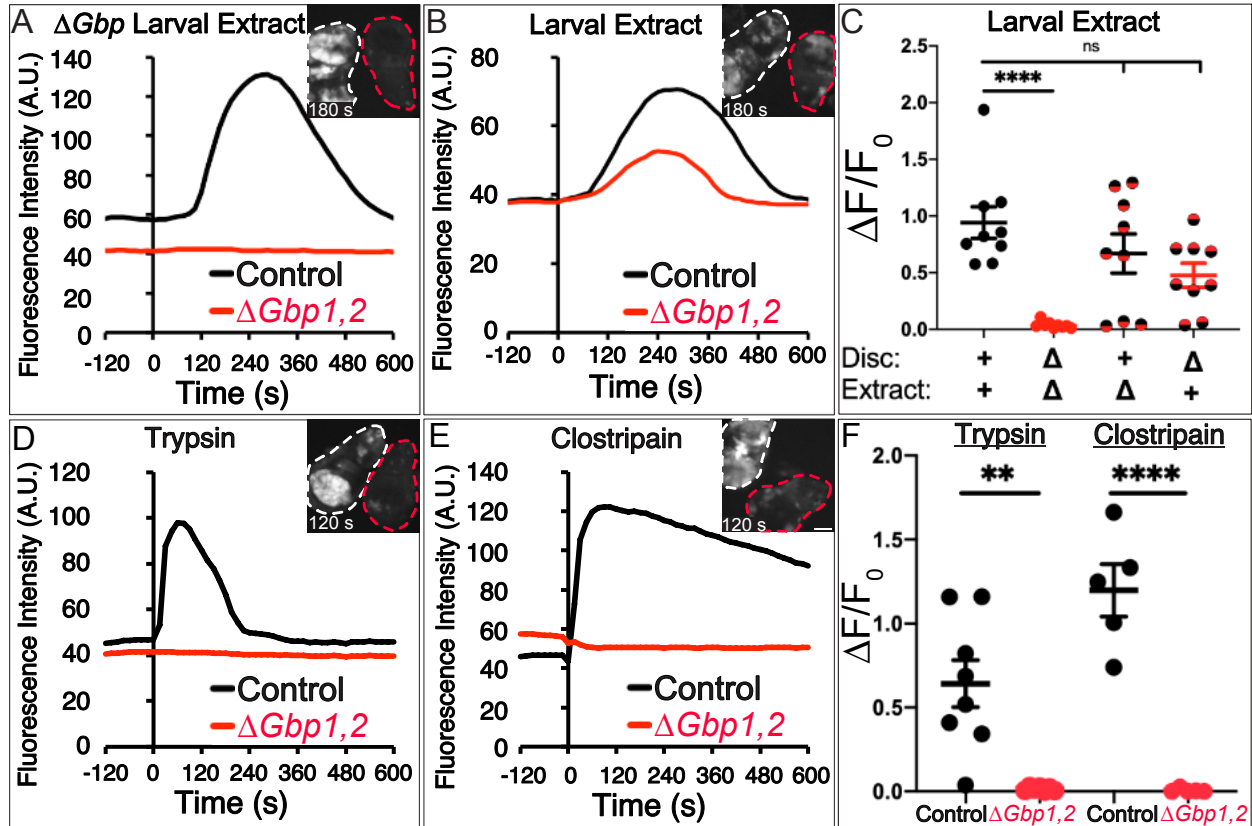 A ΔGbp Larval Extract
Fluorescence Intensity (A.U.)
140
120
100
80
60
40
20
0
-120 0 120 240 360 480 600
Time (s)
180 s
Control
ΔGbp1,2
B Larval Extract
Fluorescence Intensity (A.U.)
80
60
40
20
0
-120 0 120 240 360 480 600
Time (s)
180 s
Control
ΔGbp1,2
C Larval Extract
ΔF/F0
2.5
2.0
1.5
1.0
0.5
0.0
ns
****
Disc: + Δ + Δ
Extract: + Δ Δ +
D Trypsin
Fluorescence Intensity (A.U.)
120
100
80
60
40
20
0
-120 0 120 240 360 480 600
Time (s)
120 s
Control
ΔGbp1,2
E Clostripain
Fluorescence Intensity (A.U.)
140
120
100
80
60
40
20
0
-120 0 120 240 360 480 600
Time (s)
120 s
Control
ΔGbp1,2
F Trypsin Clostripain
** ****
ΔF/F0
2.0
1.5
1.0
0.5
0.0
Control ΔGbp1,2 Control ΔGbp1,2